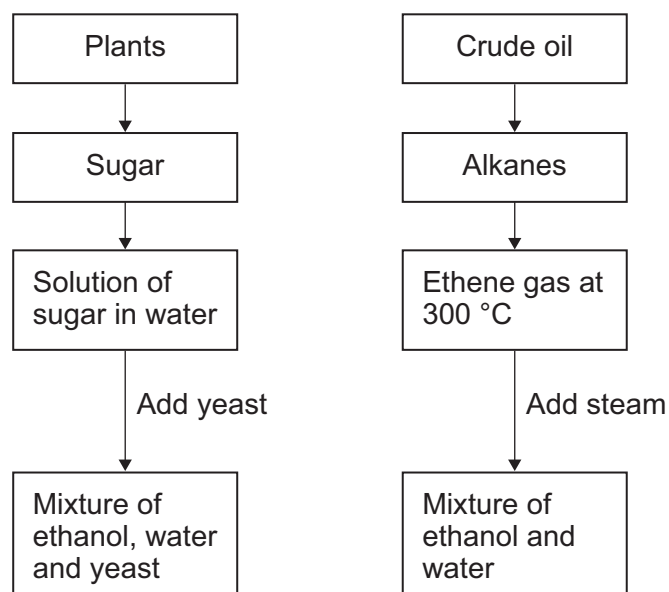 Plants
Sugar
Solution of
sugar in water
Add yeast
Mixture of
ethanol, water
and yeast
Crude oil
Alkanes
Ethene gas at
300 °C
Add steam
Mixture of
ethanol and
water